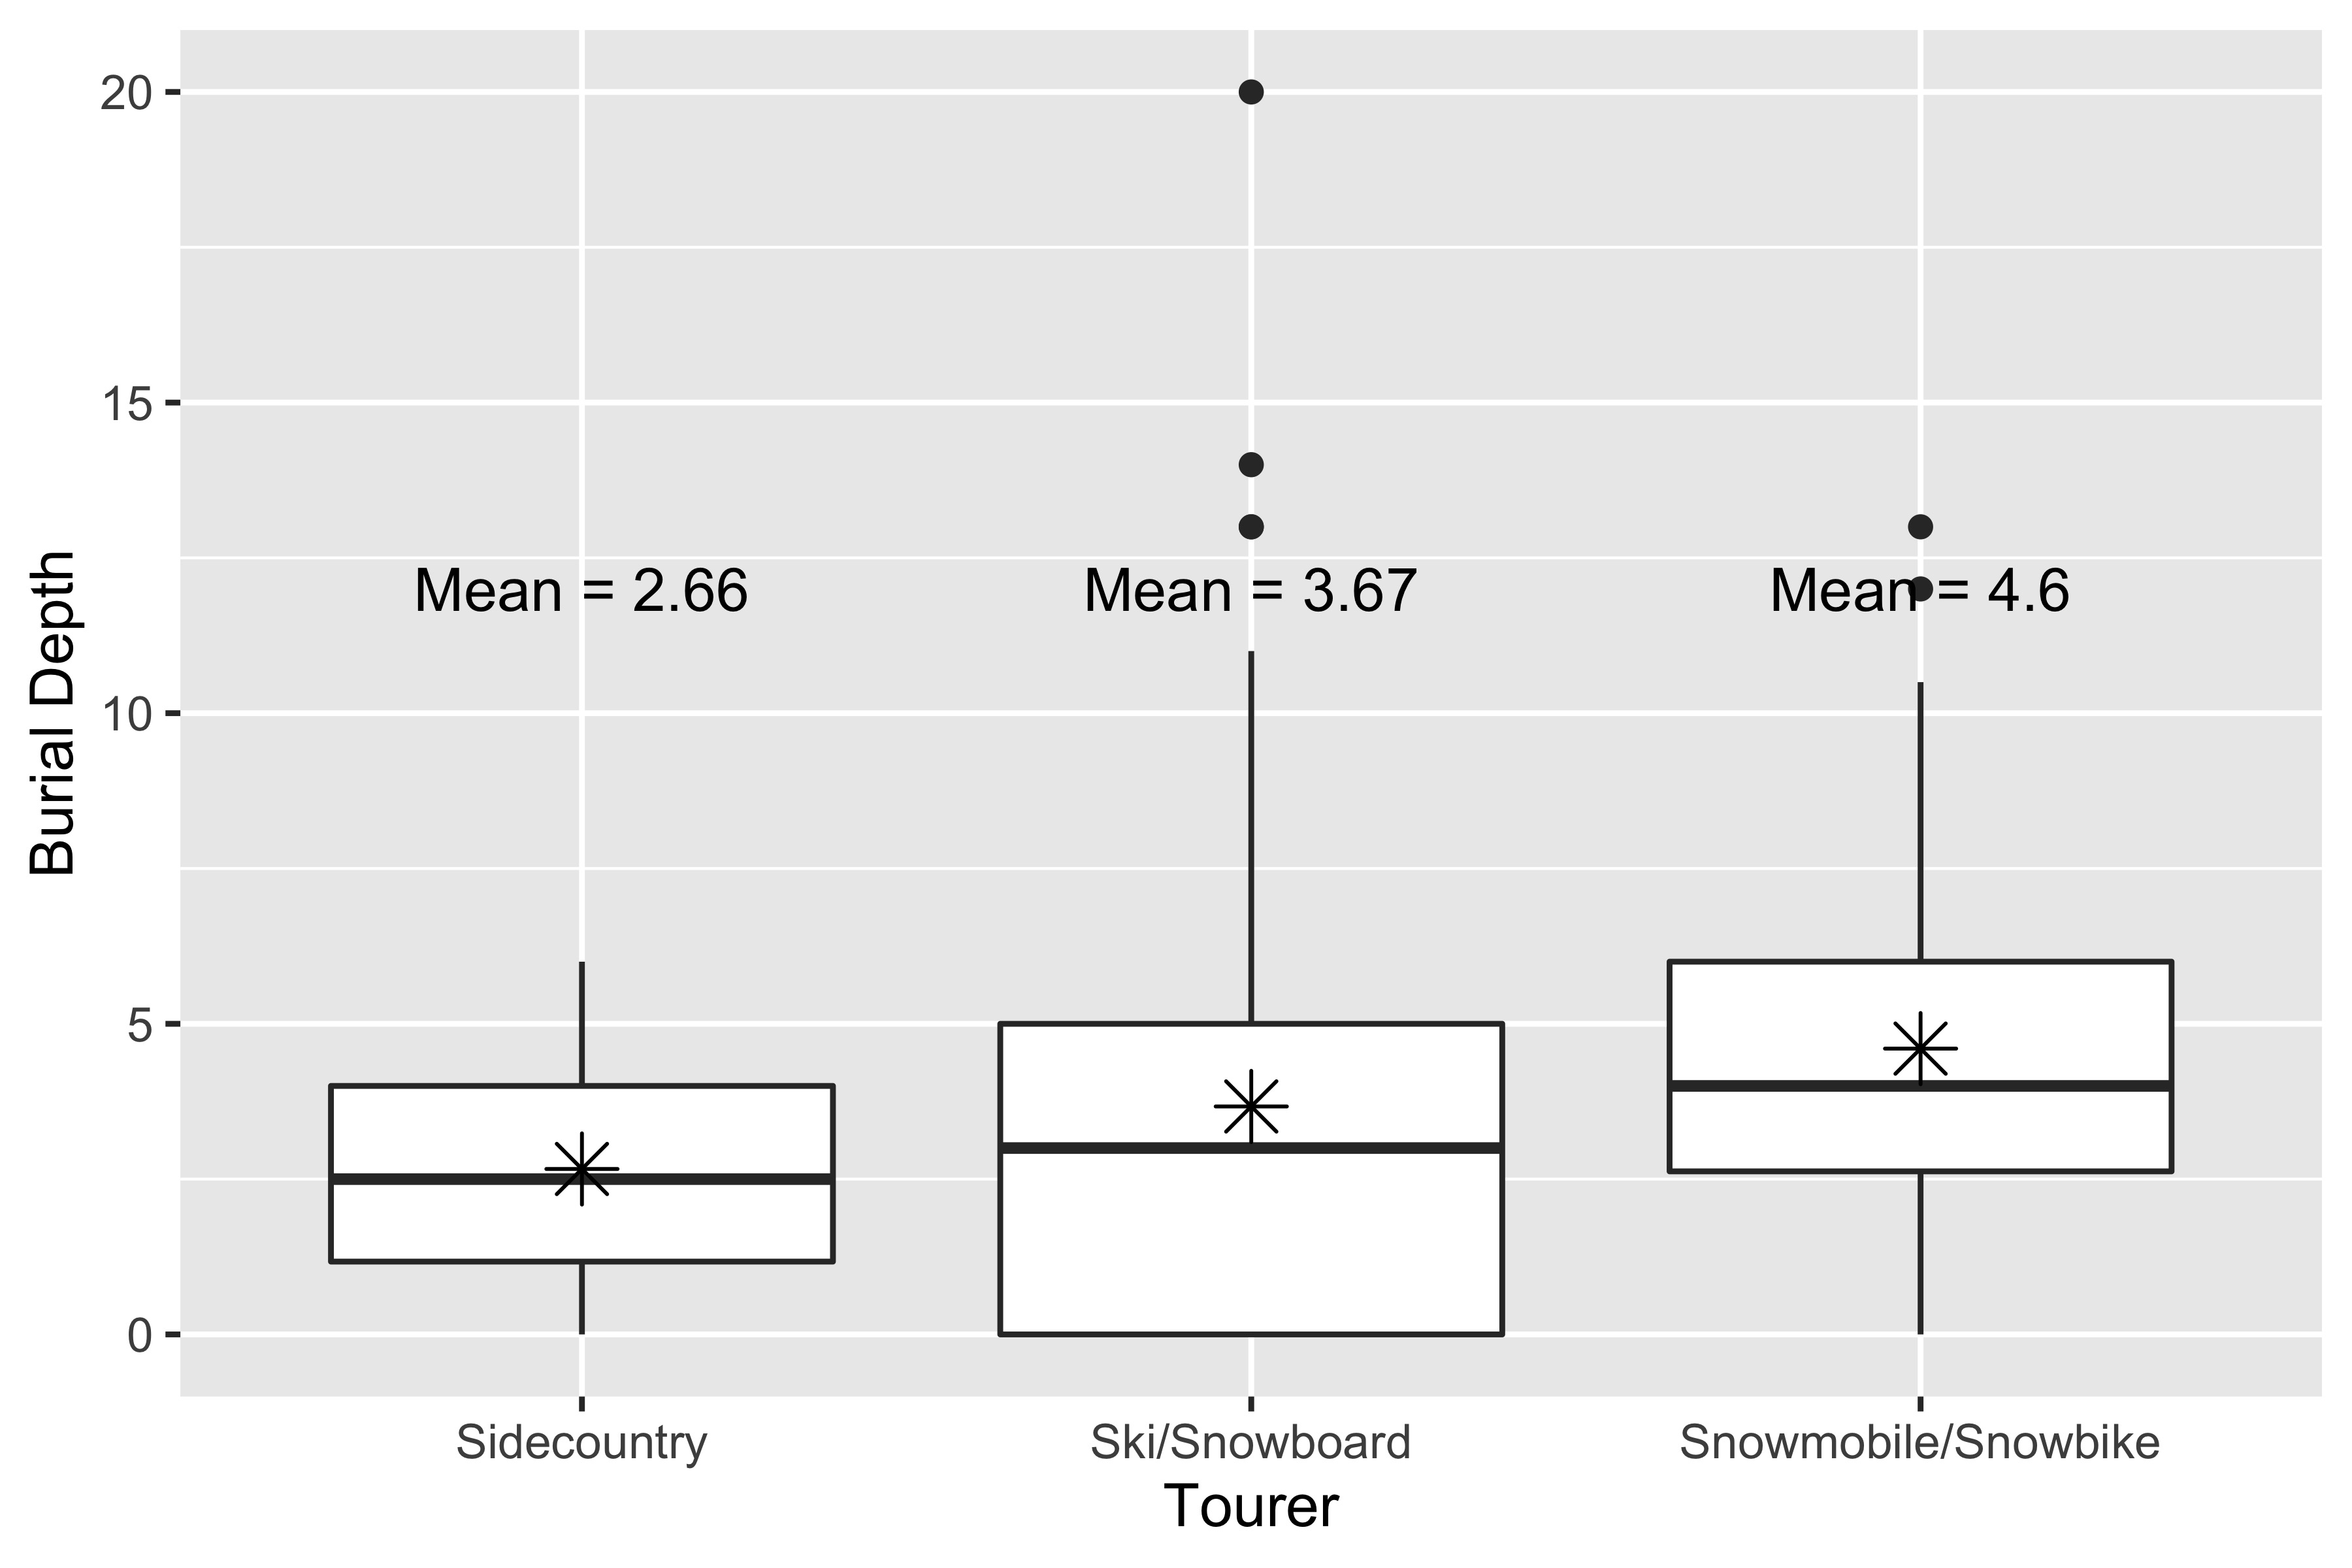 Burial Depth
20
15
10
5
0
Mean = 2.66
Mean = 3.67
Mean = 4.6
Sidecountry
Ski/Snowboard
Snowmobile/Snowbike
Tourer